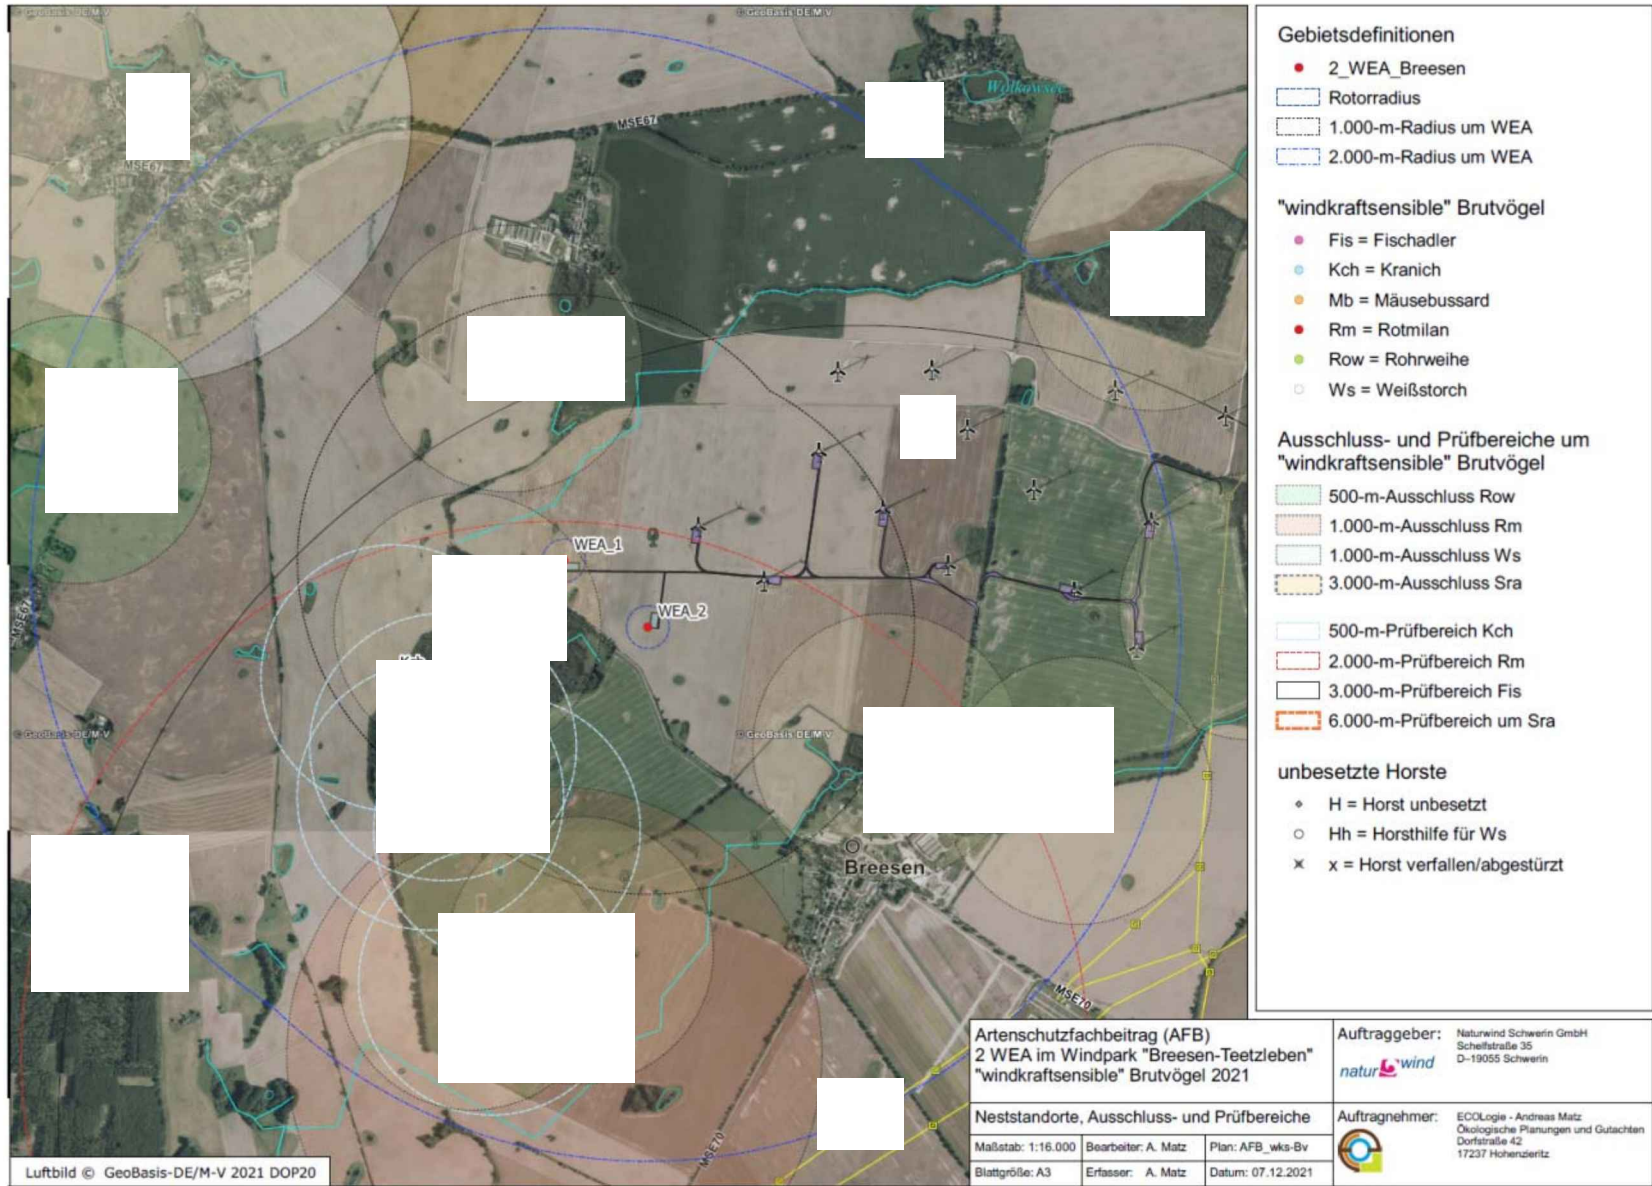 © GeoBasis-DE/M-V
© GeoBasis-DE/M-V
Wolkowsee
MSE67
MSE67
WEA_1
WEA_2
MSE67
© GeoBasis-DE/M-V
© GeoBasis-DE/M-V
Breesen
MSE70
MSE70
Luftbild © GeoBasis-DE/M-V 2021 DOP20
Gebietsdefinitionen
2_WEA_Breesen
Rotorradius
1.000-m-Radius um WEA
2.000-m-Radius um WEA
"windkraftsensible" Brutvögel
Fis = Fischadler
Kch = Kranich
Mb = Mäusebussard
Rm = Rotmilan
Row = Rohrweihe
Ws = Weißstorch
Ausschluss- und Prüfbereiche um
"windkraftsensible" Brutvögel
500-m-Ausschluss Row
1.000-m-Ausschluss Rm
1.000-m-Ausschluss Ws
3.000-m-Ausschluss Sra
500-m-Prüfbereich Kch
2.000-m-Prüfbereich Rm
3.000-m-Prüfbereich Fis
6.000-m-Prüfbereich um Sra
unbesetzte Horste
H = Horst unbesetzt
Hh = Horsthilfe für Ws
x = Horst verfallen/abgestürzt
Artenschutzfachbeitrag (AFB)
2 WEA im Windpark "Breesen-Teetzleben"
"windkraftsensible" Brutvögel 2021
Neststandorte, Ausschluss- und Prüfbereiche
Maßstab: 1:16.000 Bearbeiter: A. Matz Plan: AFB_wks-Bv
Blattgröße: A3 Erfasser: A. Matz Datum: 07.12.2021
Auftraggeber:
naturwind
Naturwind Schwerin GmbH
Schelfstraße 35
D-19055 Schwerin
Auftragnehmer:
ECOLogie - Andreas Matz
Ökologische Planungen und Gutachten
Dorfstraße 42
17237 Hohenzieritz